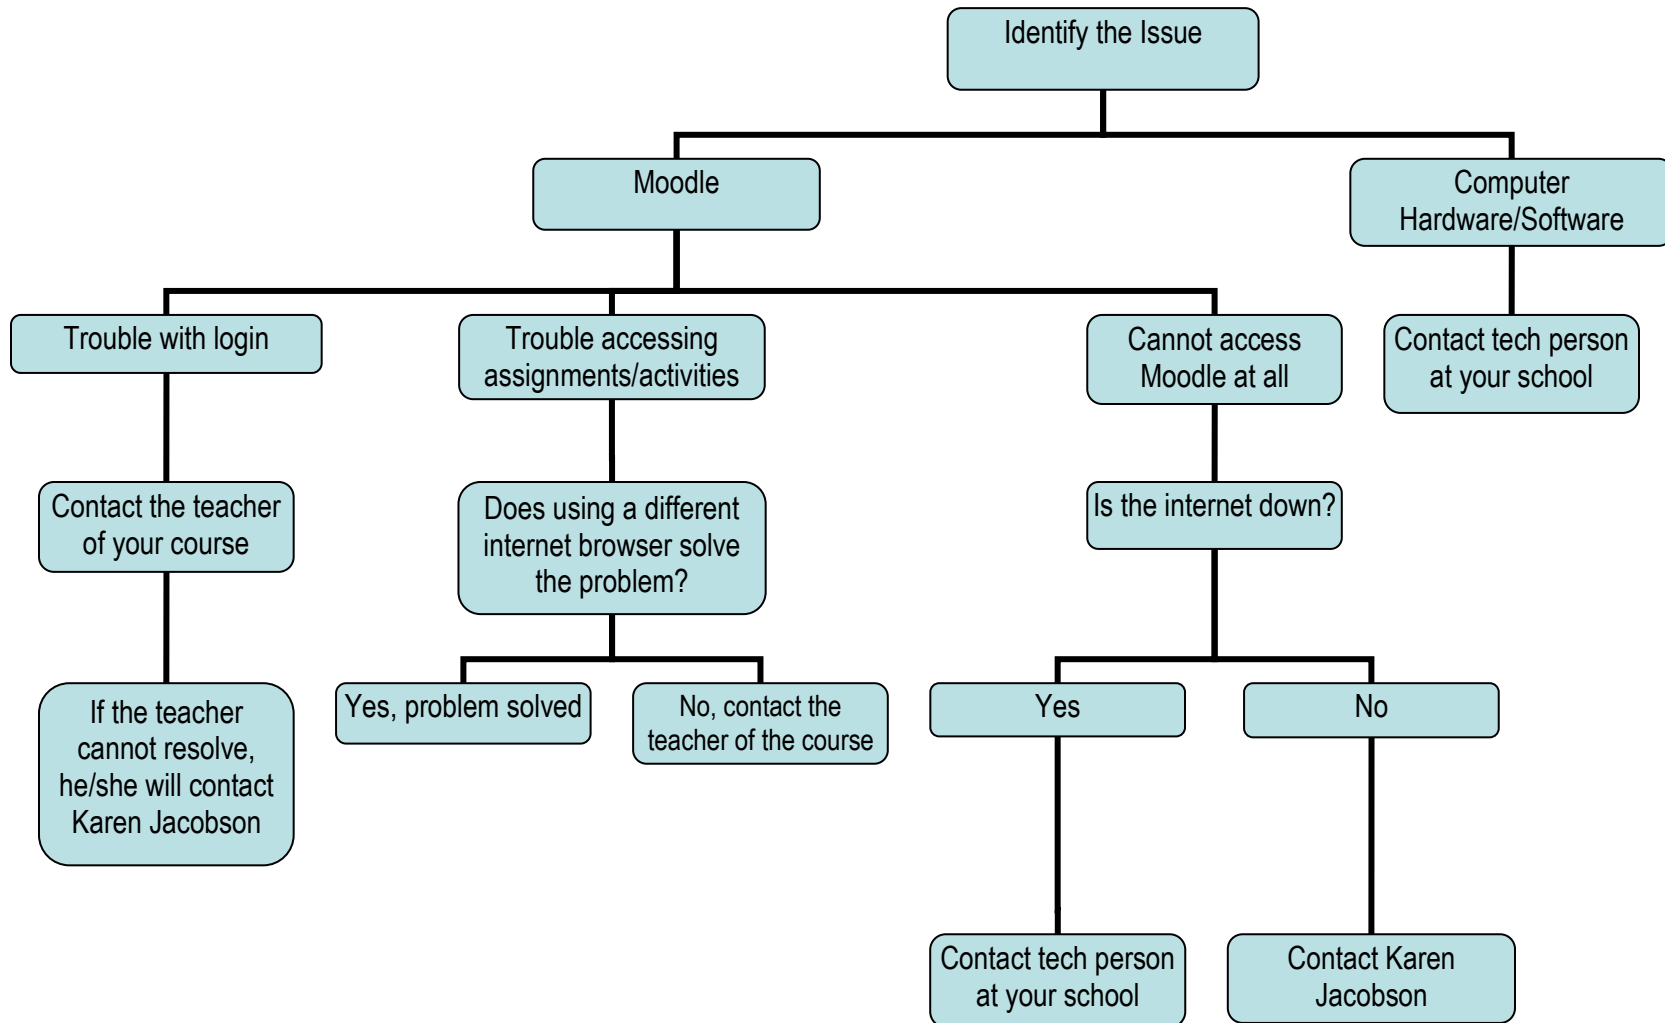 Identify the Issue
Moodle
Computer
Hardware/Software
Trouble with login
Trouble accessing
assignments/activities
Cannot access
Moodle at all
Contact tech person
at your school
Contact the teacher
of your course
Does using a different
internet browser solve
the problem?
Is the internet down?
If the teacher
cannot resolve,
he/she will contact
Karen Jacobson
Yes, problem solved
No, contact the
teacher of the course
Yes
No
Contact tech person
at your school
Contact Karen
Jacobson